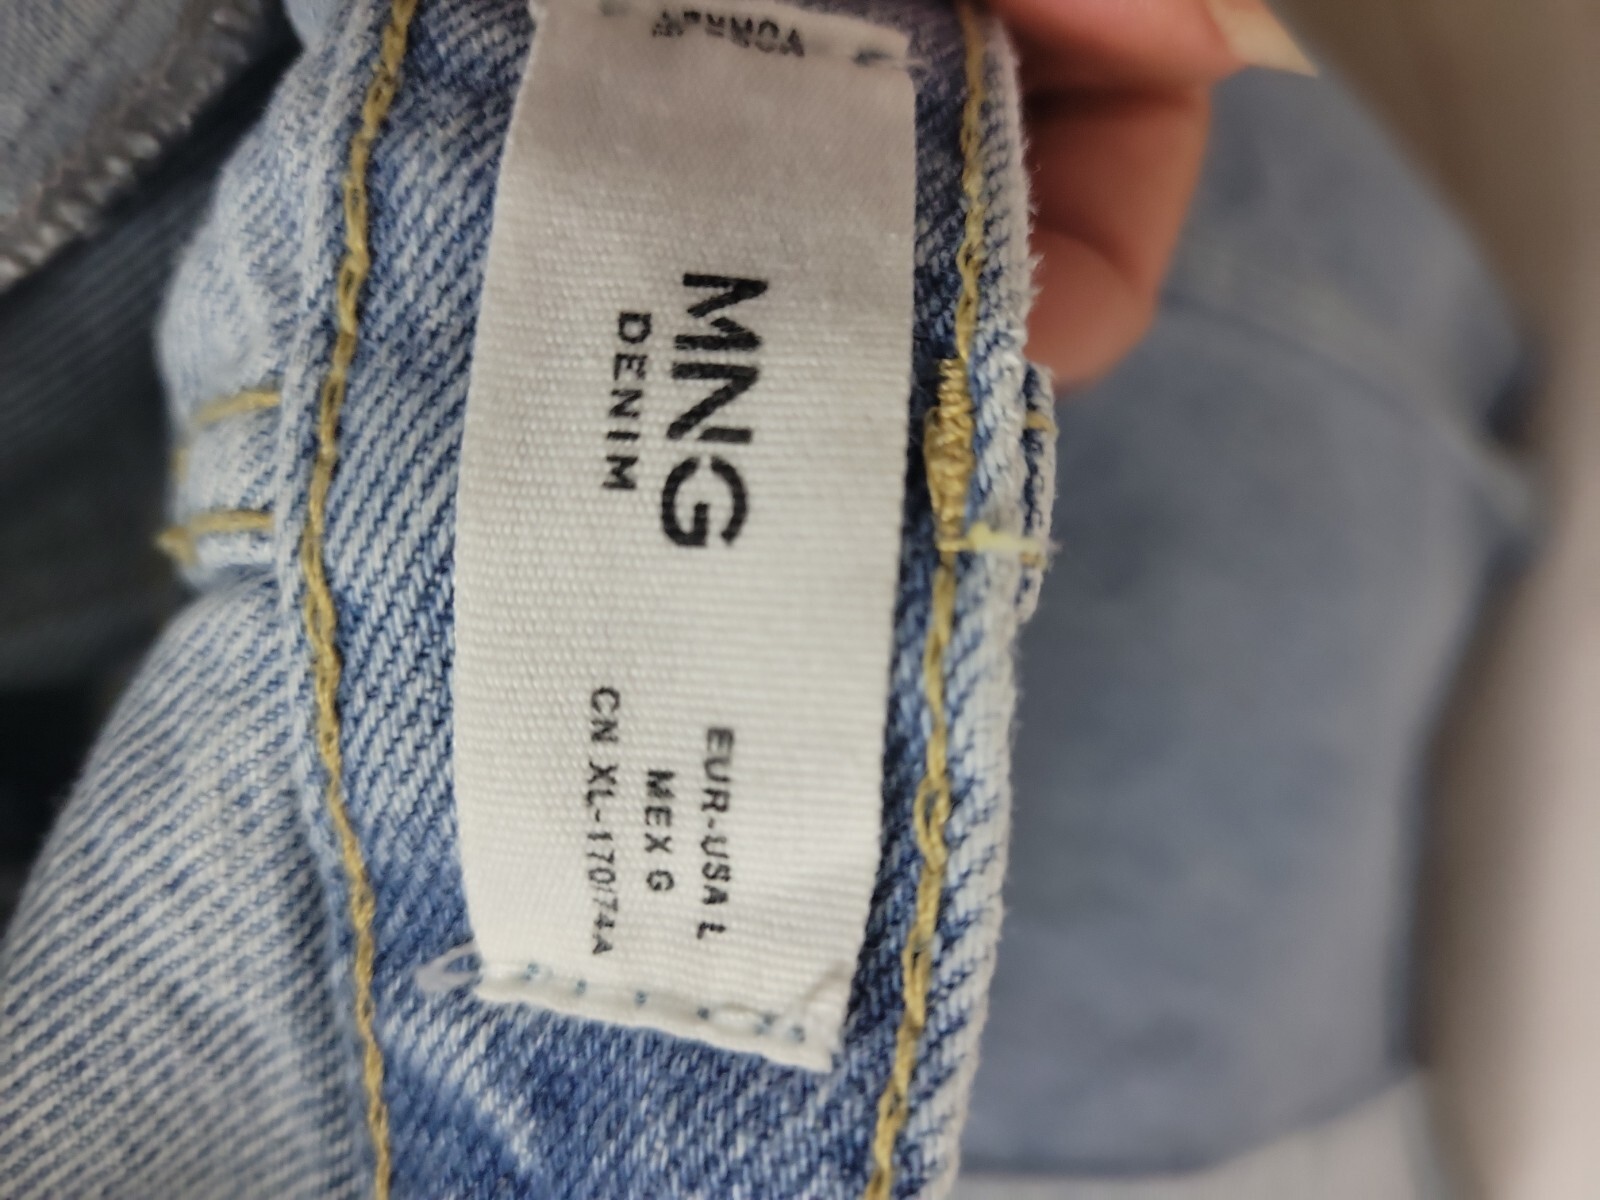 MNG
DENIM
EUR-USA L
MEX G
CN XL-170/74A